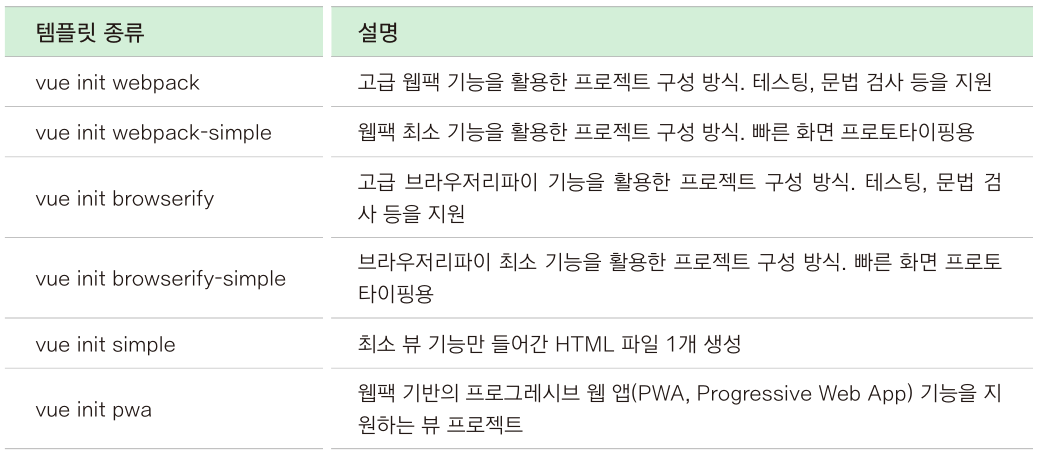 템플릿 종류
설명
vue init webpack
고급 웹팩 기능을 활용한 프로젝트 구성 방식. 테스팅, 문법 검사 등을 지원
vue init webpack-simple
웹팩 최소 기능을 활용한 프로젝트 구성 방식. 빠른 화면 프로토타이핑용
vue init browserify
고급 브라우저리파이 기능을 활용한 프로젝트 구성 방식. 테스팅, 문법 검
사 등을 지원
vue init browserify-simple
브라우저리파이 최소 기능을 활용한 프로젝트 구성 방식. 빠른 화면 프로토
타이핑용
vue init simple
최소 뷰 기능만 들어간 HTML 파일 1개 생성
vue init pwa
웹팩 기반의 프로그레시브 웹 앱(PWA, Progressive Web App) 기능을 지
원하는 뷰 프로젝트